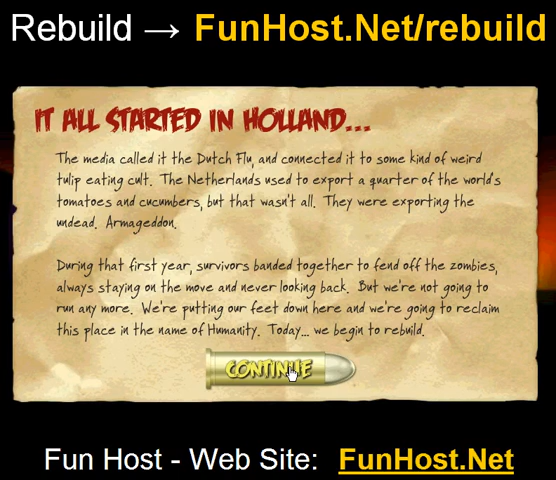 Rebuild → FunHost.Net/rebuild
IT ALL STARTED IN HOLLAND...
The media called it the Dutch Flu, and connected it to some kind of weird
tulip eating cult. The Netherlands used to export a quarter of the world's
tomatoes and cucumbers, but that wasn't all. They were exporting the
undead. Armageddon.
During that first year, survivors banded together to fend off the zombies,
always staying on the move and never looking back. But we're not going to
run any more. We're putting our feet down here and we're going to reclaim
this place in the name of Humanity. Today... we begin to rebuild.
CONTINUE
Fun Host - Web Site: FunHost.Net